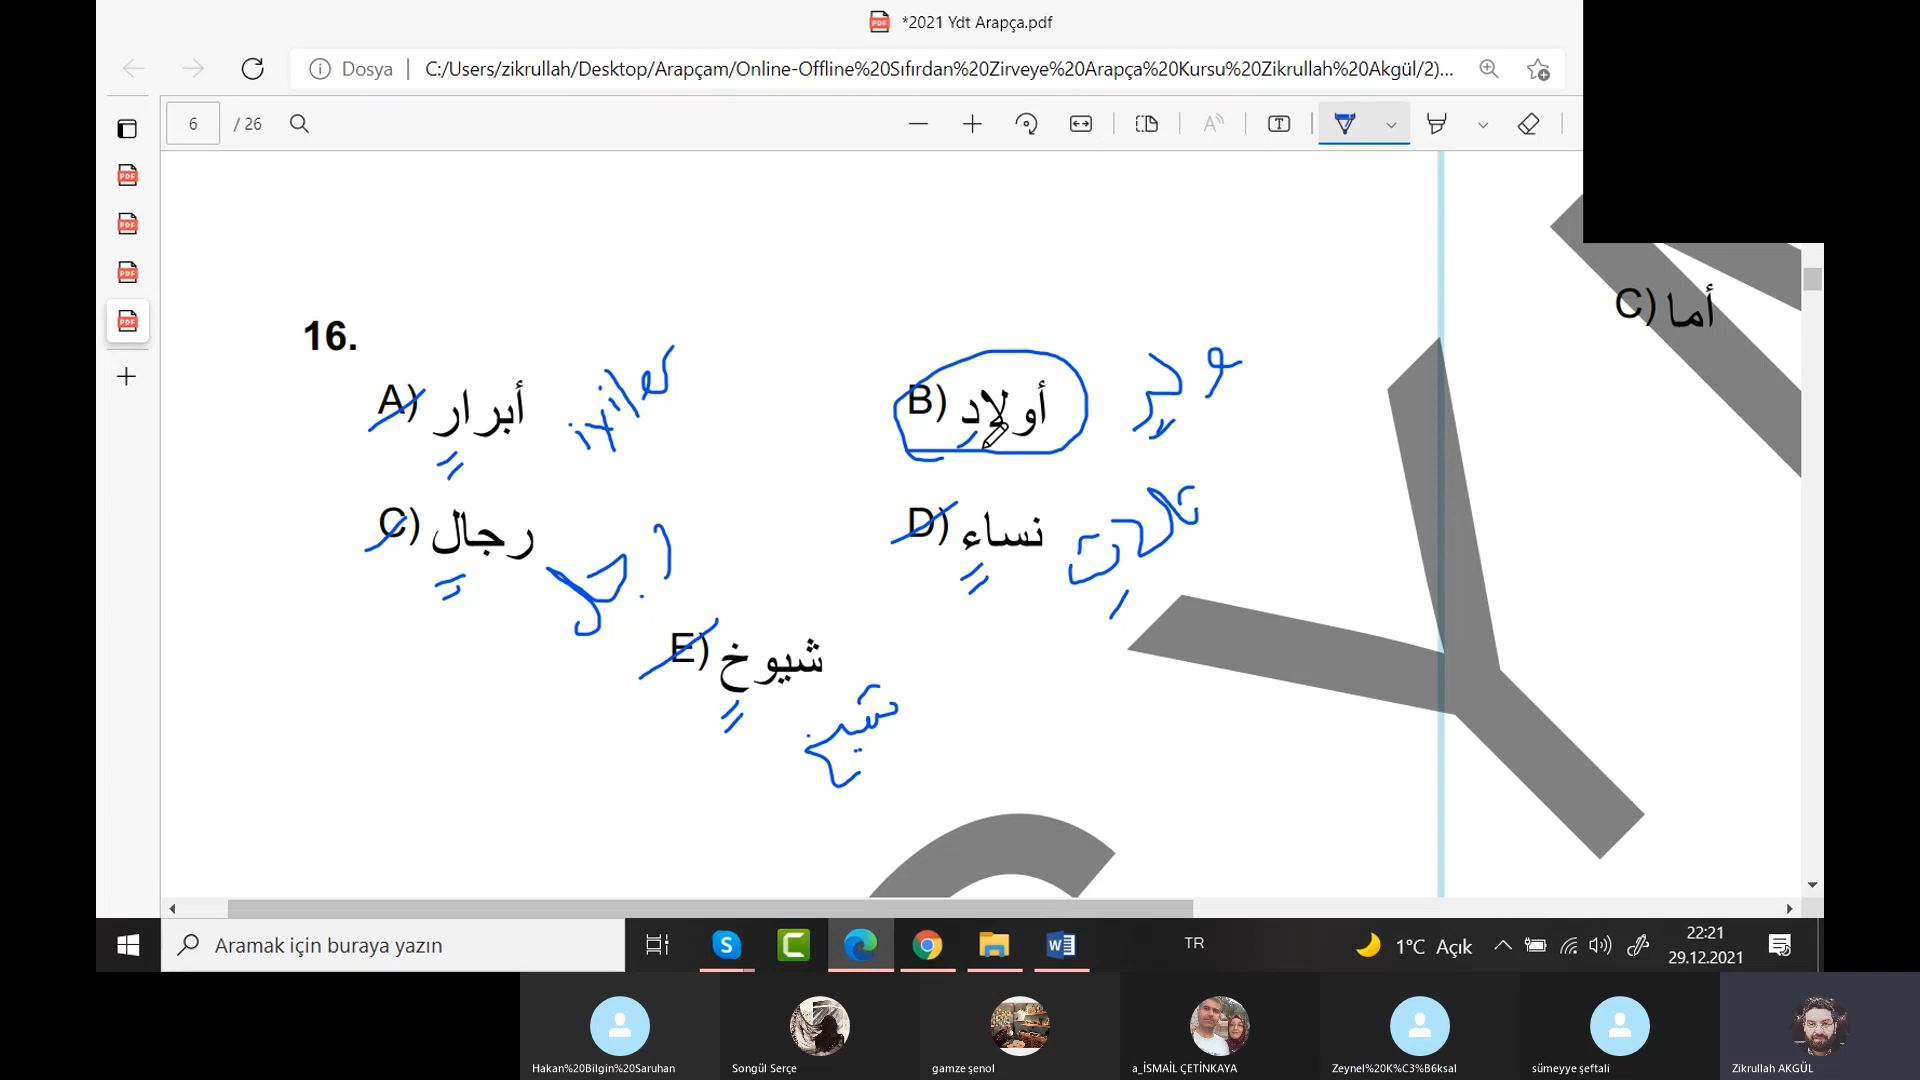 *2021 Ydt Arapça.pdf
Dosya | C:/Users/zikrullah/Desktop/Arapçam/Online-Offline%20Sıfırdan%20Zirveye%20Arapça%20Kursu%20Zikrullah%20Akgül/2)...
6 / 26
C) أما
16.
A) أبرار iyiler
B) أولاد
C) رجال
D) نساء
E) شيوخ
شيخ
Aramak için buraya yazın
TR
1°C Açık
22:21
29.12.2021
Hakan%20Bilgin%20Saruhan
Songül Serçe
gamze şenol
a_İSMAİL ÇETİNKAYA
Zeynel%20K%C3%B6ksal
sümeyye şeftali
Zikrullah AKGÜL